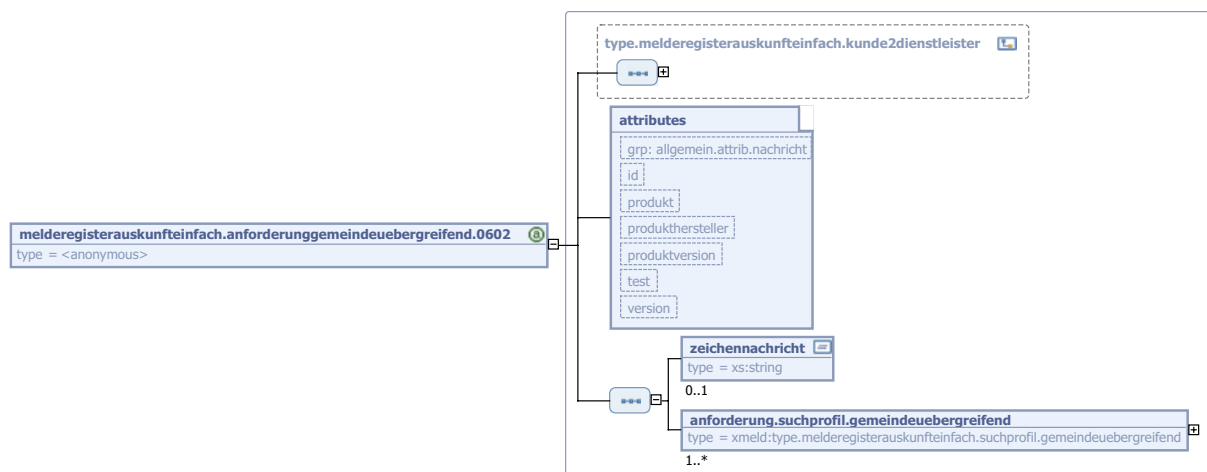 type.melderegisterauskunfteinfach.kunde2dienstleister
attributes
grp: allgemein.attrib.nachricht
id
produkt
produkthersteller
produktversion
test
version
melderegisterauskunfteinfach.anforderunggemeindeuebergreifend.0602
type = <anonymous>
zeichennachricht
type = xs:string
0..1
anforderung.suchprofil.gemeindeuebergreifend
type = xmeld:type.melderegisterauskunfteinfach.suchprofil.gemeindeuebergreifend
1..*